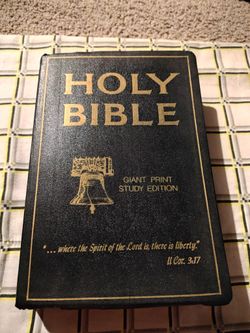 HOLY
BIBLE
GIANT PRINT
STUDY EDITION
"...where the Spirit of the Lord is, there is liberty."
II Cor. 3:17